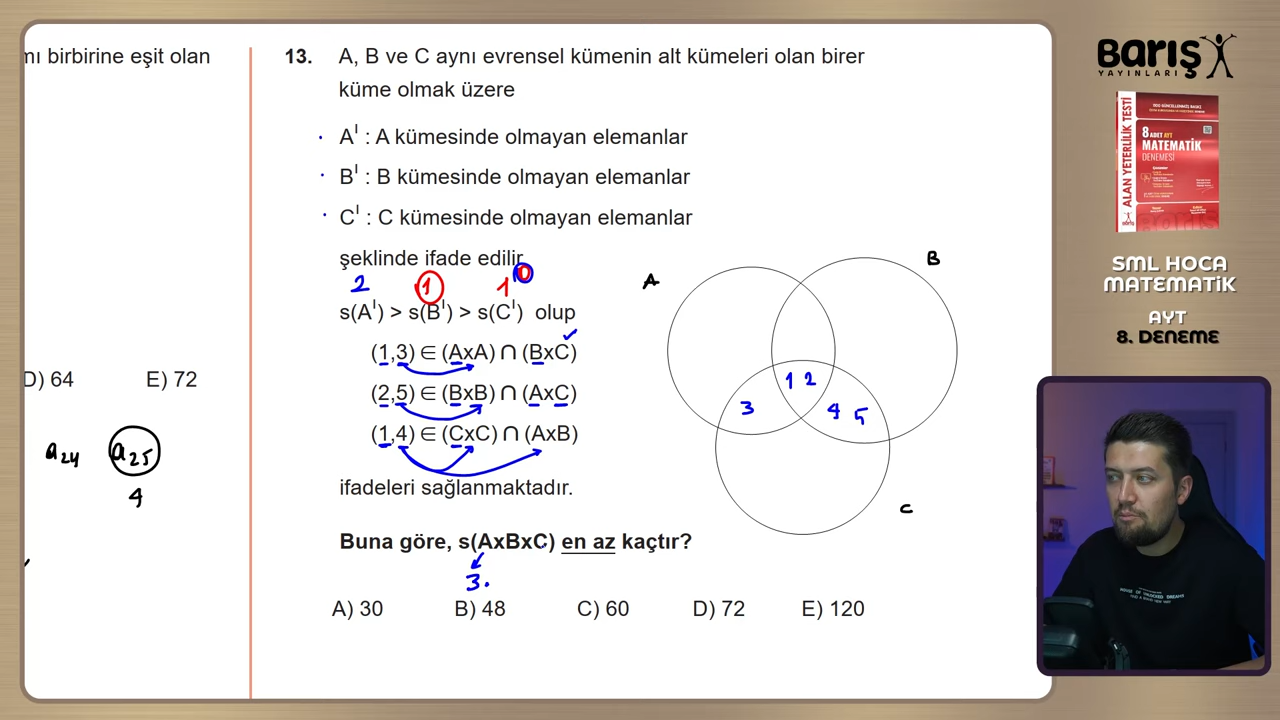 mı birbirine eşit olan
D) 64 E) 72
a24 a25
4
13. A, B ve C aynı evrensel kümenin alt kümeleri olan birer
küme olmak üzere
A' : A kümesinde olmayan elemanlar
B' : B kümesinde olmayan elemanlar
C' : C kümesinde olmayan elemanlar
şeklinde ifade edilir
2 1 1 0
s(A') > s(B') > s(C') olup
(1,3) ∈ (AxA) ∩ (BxC)
(2,5) ∈ (BxB) ∩ (AxC)
(1,4) ∈ (CxC) ∩ (AxB)
ifadeleri sağlanmaktadır.
Buna göre, s(AxBxC) en az kaçtır?
3.
A) 30 B) 48 C) 60 D) 72 E) 120
A B
1 2
3 4 5
C
Barış
YAYINLARI
ALAN YETERLİLİK TESTİ
8 ADET AYT
MATEMATİK
DENEMESİ
SML HOCA
MATEMATİK
AYT
8. DENEME